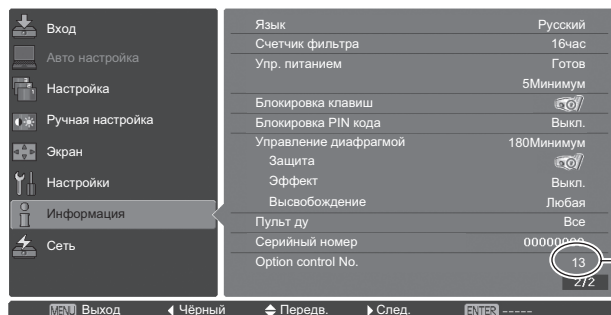 Вход
Авто настройка
Настройка
Ручная настройка
Экран
Настройки
Информация
Сеть
Язык Русский
Счетчик фильтра 16час
Упр. питанием Готов
5Минимум
Блокировка клавиш
Блокировка PIN кода Выкл.
Управление диафрагмой 180Минимум
Защита
Эффект Выкл.
Высвобождение Любая
Пульт ду Все
Серийный номер 00000000
Option control No. 13
2/2
MENU Выход Чёрный Передв. След. ENTER -----